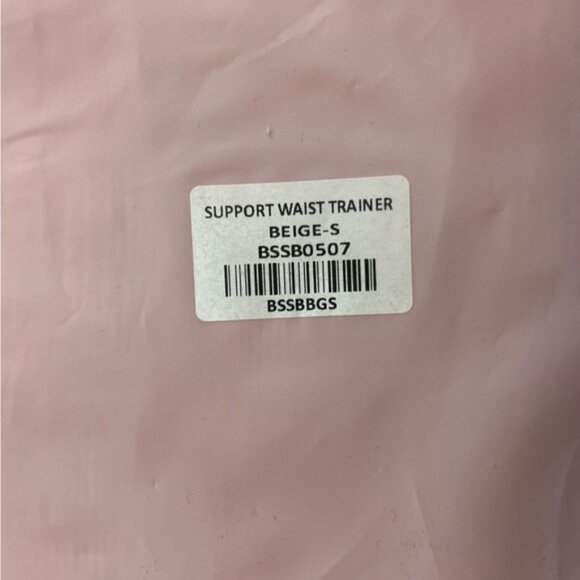 SUPPORT WAIST TRAINER
BEIGE-S
BSSB0507
BSSBBGS